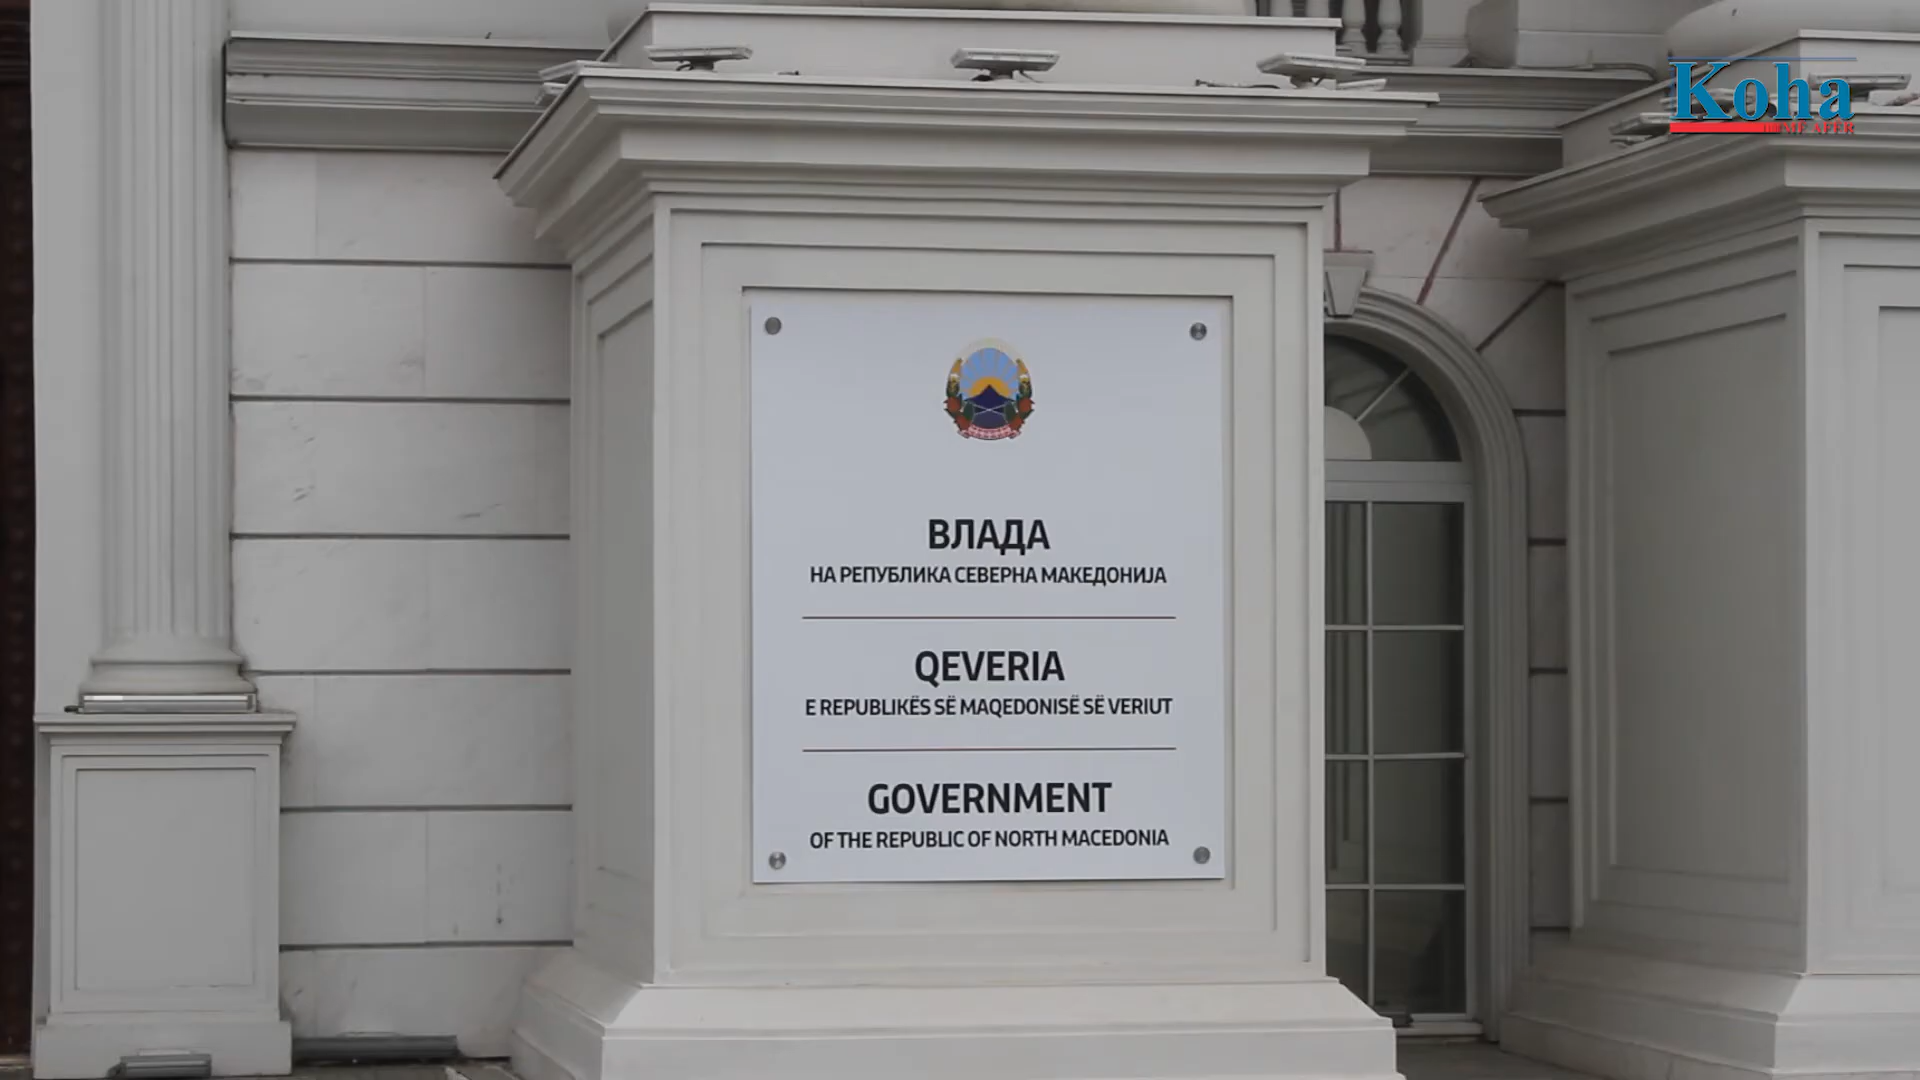 Koha
ВЛАДА
НА РЕПУБЛИКА СЕВЕРНА МАКЕДОНИЈА
QEVERIA
E REPUBLIKËS SË MAQEDONISË SË VERIUT
GOVERNMENT
OF THE REPUBLIC OF NORTH MACEDONIA